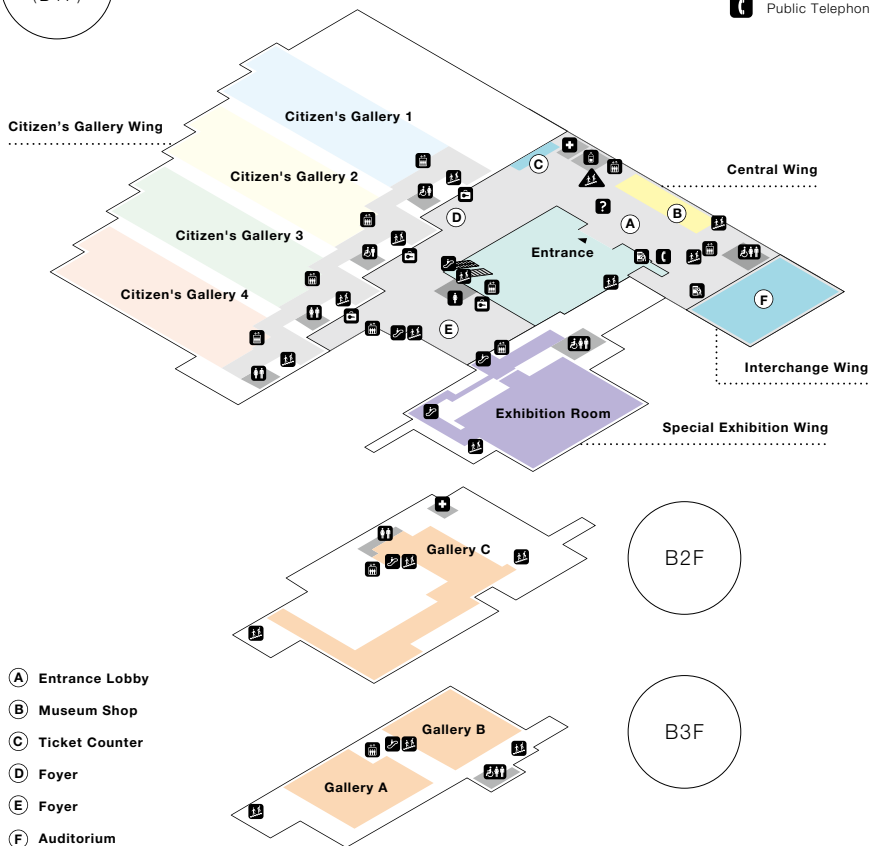 Public Telephon
Citizen's Gallery 1
Citizen's Gallery Wing
C
Central Wing
Citizen's Gallery 2
D
?
A
B
Citizen's Gallery 3
Entrance
Citizen's Gallery 4
F
E
Interchange Wing
Exhibition Room
Special Exhibition Wing
Gallery C
B2F
A Entrance Lobby
B Museum Shop
Gallery B
B3F
C Ticket Counter
D Foyer
Gallery A
E Foyer
F Auditorium